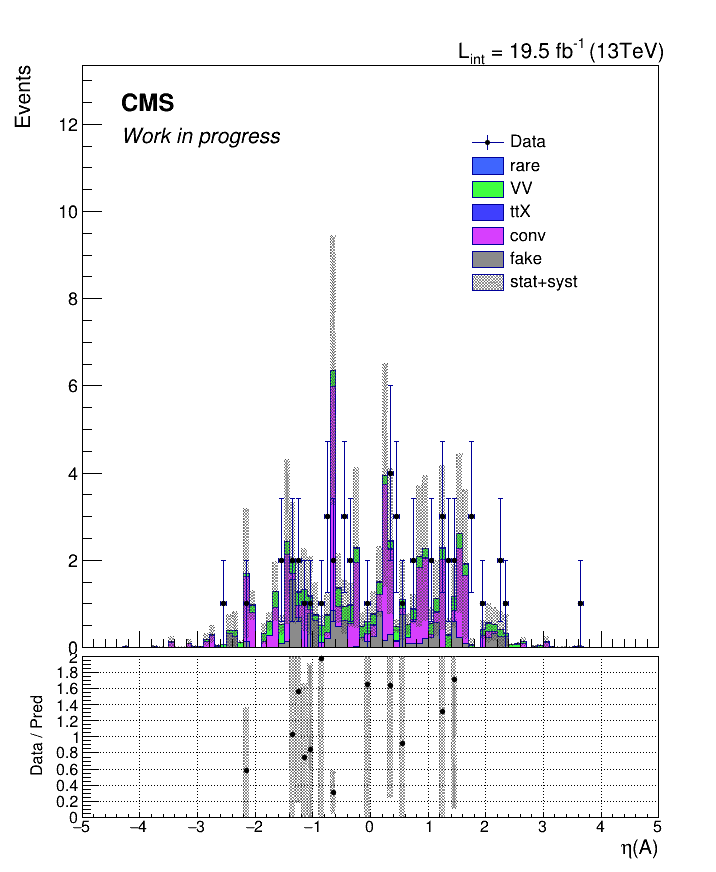 L_int = 19.5 fb^-1 (13TeV)
Events
CMS
Work in progress
Data
rare
VV
ttX
conv
fake
stat+syst
12
10
8
6
4
2
0
Data / Pred
2
1.8
1.6
1.4
1.2
1
0.8
0.6
0.4
0.2
0
−5 −4 −3 −2 −1 0 1 2 3 4 5
η(A)